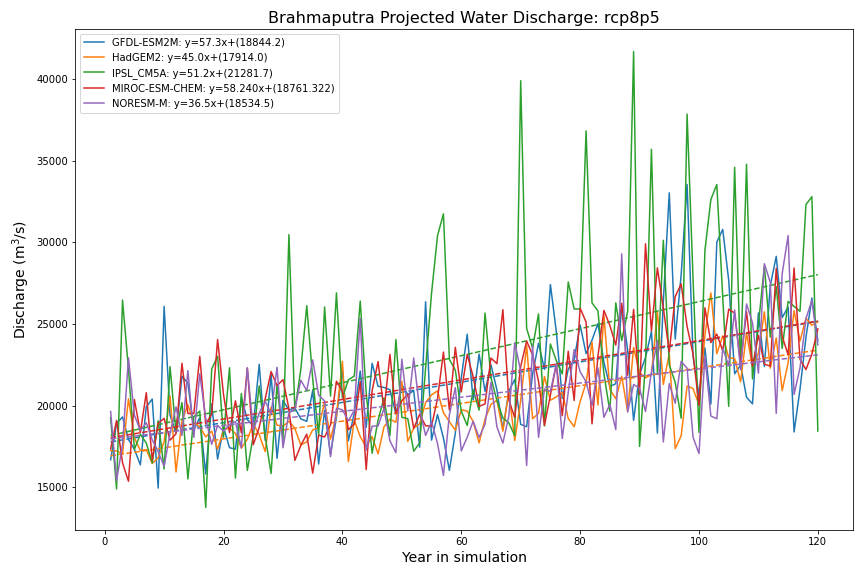 Brahmaputra Projected Water Discharge: rcp8p5
GFDL-ESM2M: y=57.3x+(18844.2)
HadGEM2: y=45.0x+(17914.0)
IPSL_CM5A: y=51.2x+(21281.7)
MIROC-ESM-CHEM: y=58.240x+(18761.322)
NORESM-M: y=36.5x+(18534.5)
Discharge (m³/s)
40000
35000
30000
25000
20000
15000
0 20 40 60 80 100 120
Year in simulation